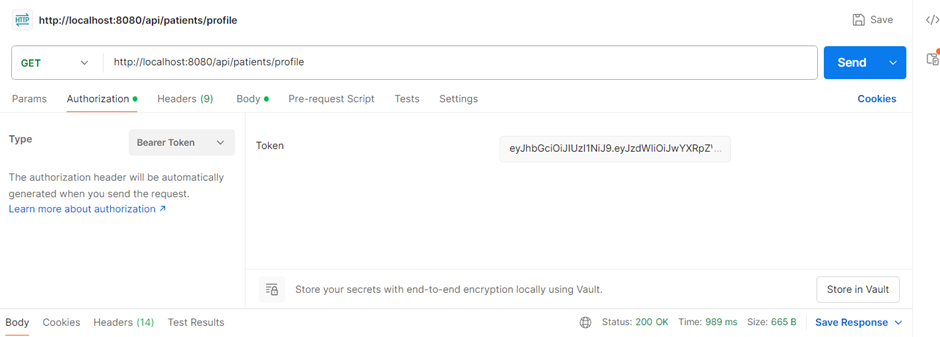 HTTP http://localhost:8080/api/patients/profile Save
GET http://localhost:8080/api/patients/profile Send
Params Authorization Headers (9) Body Pre-request Script Tests Settings Cookies
Type Bearer Token
The authorization header will be automatically
generated when you send the request.
Learn more about authorization ↗
Token eyJhbGciOiJIUzI1NiJ9.eyJzdWIiOiJwYXRpZ...
Store your secrets with end-to-end encryption locally using Vault. Store in Vault
Body Cookies Headers (14) Test Results Status: 200 OK Time: 989 ms Size: 665 B Save Response